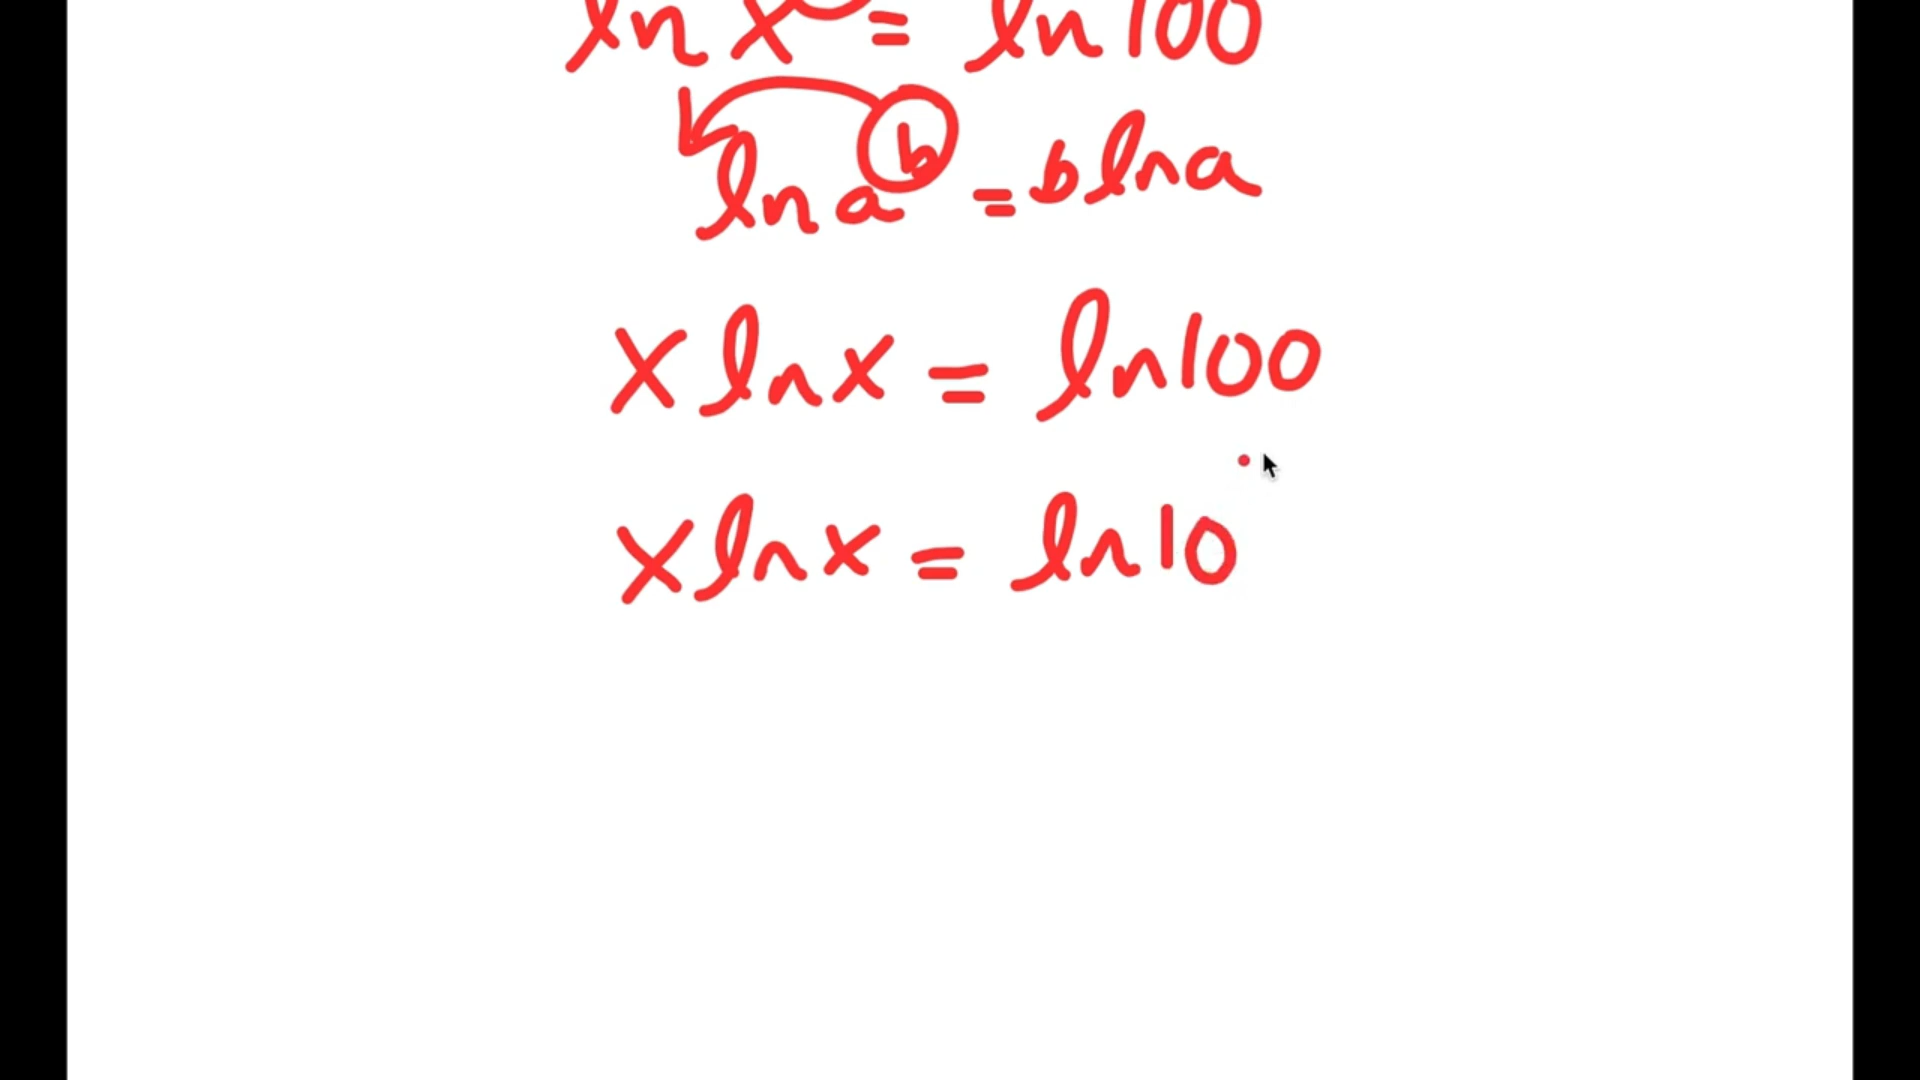 ln x = ln 100
ln a^b = b ln a
x ln x = ln 100
x ln x = ln 10